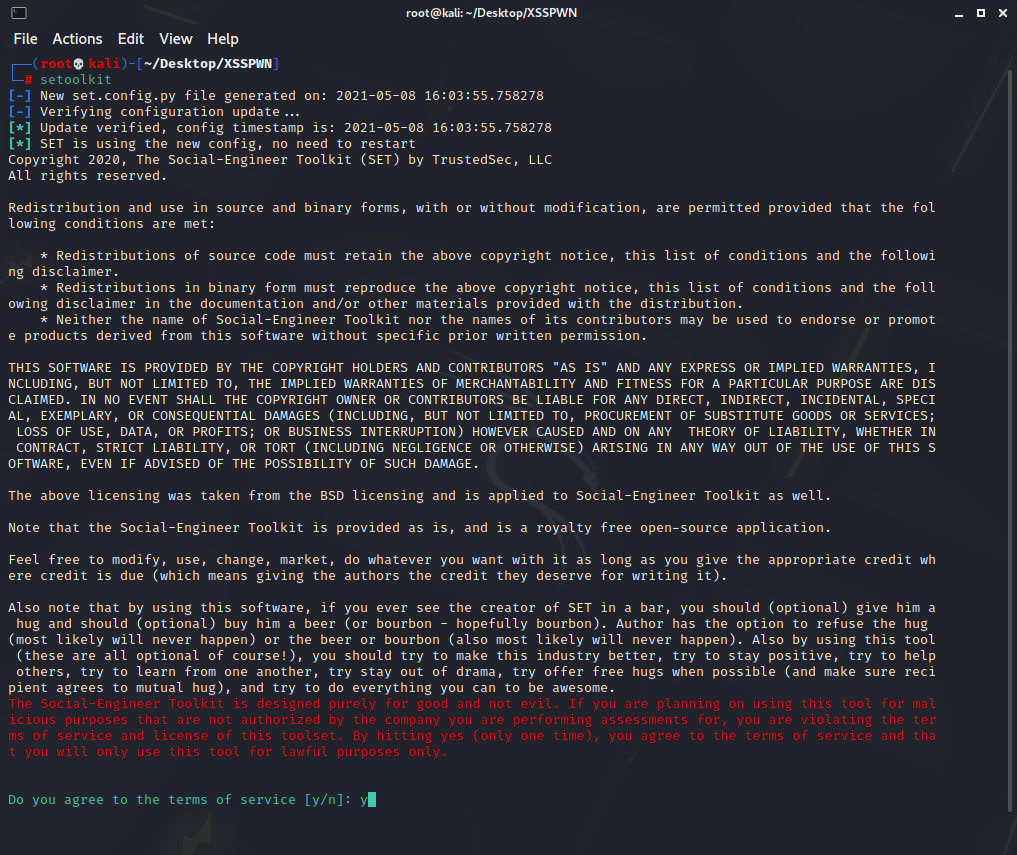 root@kali: ~/Desktop/XSSPWN
File Actions Edit View Help
┌──(root💀kali)-[~/Desktop/XSSPWN]
└─# setoolkit
[-] New set.config.py file generated on: 2021-05-08 16:03:55.758278
[-] Verifying configuration update...
[*] Update verified, config timestamp is: 2021-05-08 16:03:55.758278
[*] SET is using the new config, no need to restart
Copyright 2020, The Social-Engineer Toolkit (SET) by TrustedSec, LLC
All rights reserved.
Redistribution and use in source and binary forms, with or without modification, are permitted provided that the fol
lowing conditions are met:
* Redistributions of source code must retain the above copyright notice, this list of conditions and the followi
ng disclaimer.
* Redistributions in binary form must reproduce the above copyright notice, this list of conditions and the foll
owing disclaimer in the documentation and/or other materials provided with the distribution.
* Neither the name of Social-Engineer Toolkit nor the names of its contributors may be used to endorse or promot
e products derived from this software without specific prior written permission.
THIS SOFTWARE IS PROVIDED BY THE COPYRIGHT HOLDERS AND CONTRIBUTORS "AS IS" AND ANY EXPRESS OR IMPLIED WARRANTIES, I
NCLUDING, BUT NOT LIMITED TO, THE IMPLIED WARRANTIES OF MERCHANTABILITY AND FITNESS FOR A PARTICULAR PURPOSE ARE DIS
CLAIMED. IN NO EVENT SHALL THE COPYRIGHT OWNER OR CONTRIBUTORS BE LIABLE FOR ANY DIRECT, INDIRECT, INCIDENTAL, SPECI
AL, EXEMPLARY, OR CONSEQUENTIAL DAMAGES (INCLUDING, BUT NOT LIMITED TO, PROCUREMENT OF SUBSTITUTE GOODS OR SERVICES;
LOSS OF USE, DATA, OR PROFITS; OR BUSINESS INTERRUPTION) HOWEVER CAUSED AND ON ANY  THEORY OF LIABILITY, WHETHER IN
CONTRACT, STRICT LIABILITY, OR TORT (INCLUDING NEGLIGENCE OR OTHERWISE) ARISING IN ANY WAY OUT OF THE USE OF THIS S
OFTWARE, EVEN IF ADVISED OF THE POSSIBILITY OF SUCH DAMAGE.
The above licensing was taken from the BSD licensing and is applied to Social-Engineer Toolkit as well.
Note that the Social-Engineer Toolkit is provided as is, and is a royalty free open-source application.
Feel free to modify, use, change, market, do whatever you want with it as long as you give the appropriate credit wh
ere credit is due (which means giving the authors the credit they deserve for writing it).
Also note that by using this software, if you ever see the creator of SET in a bar, you should (optional) give him a
hug and should (optional) buy him a beer (or bourbon - hopefully bourbon). Author has the option to refuse the hug
(most likely will never happen) or the beer or bourbon (also most likely will never happen). Also by using this tool
(these are all optional of course!), you should try to make this industry better, try to stay positive, try to help
others, try to learn from one another, try stay out of drama, try offer free hugs when possible (and make sure reci
pient agrees to mutual hug), and try to do everything you can to be awesome.
The Social-Engineer Toolkit is designed purely for good and not evil. If you are planning on using this tool for mal
icious purposes that are not authorized by the company you are performing assessments for, you are violating the ter
ms of service and license of this toolset. By hitting yes (only one time), you agree to the terms of service and tha
t you will only use this tool for lawful purposes only.
Do you agree to the terms of service [y/n]: y